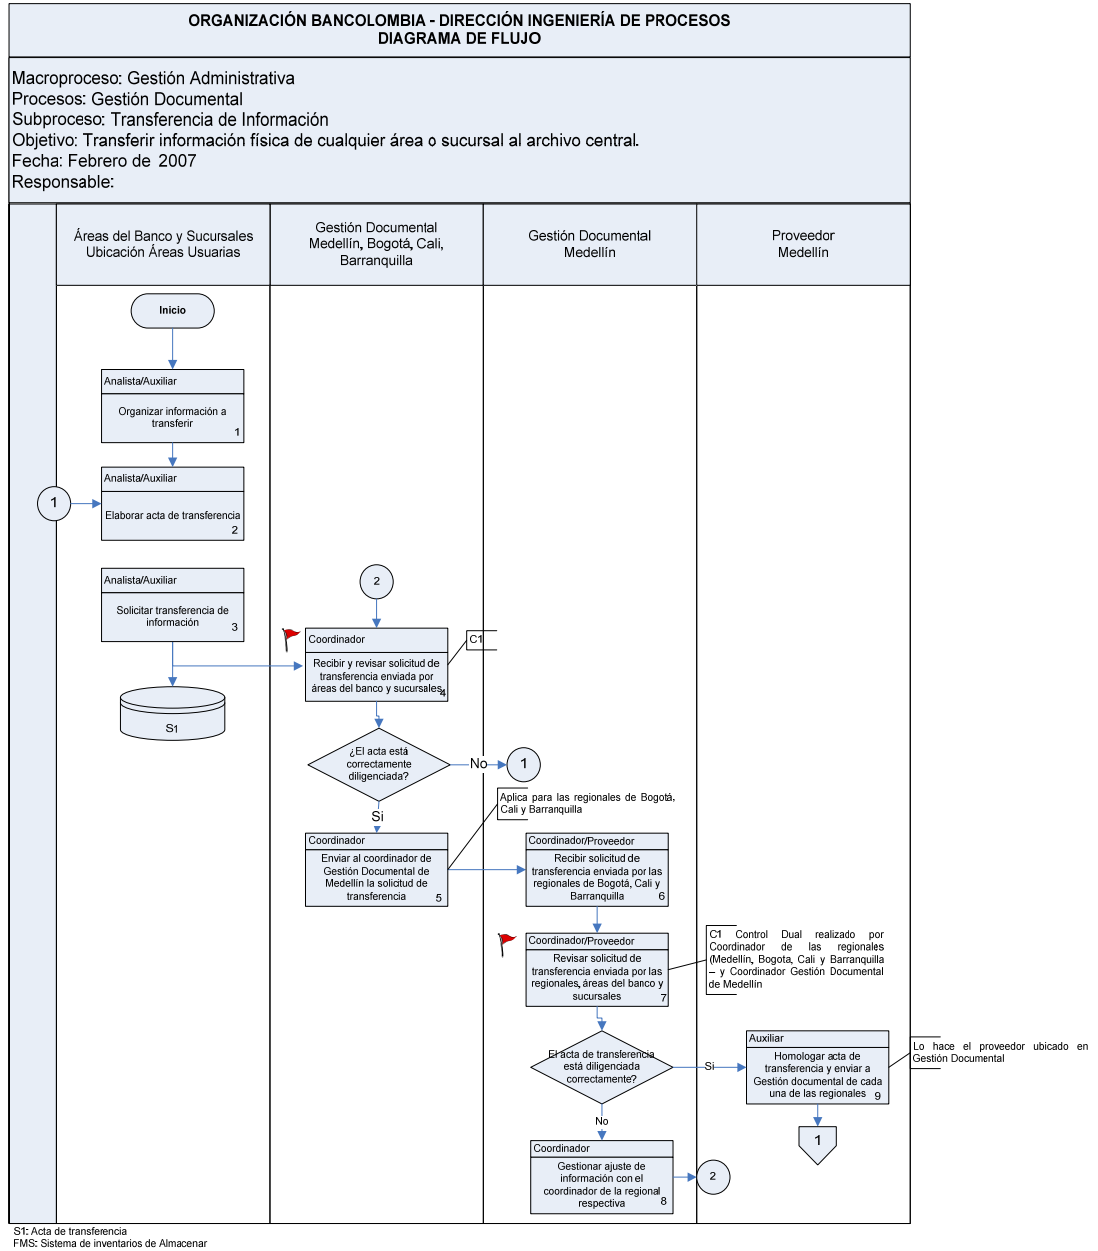 ORGANIZACIÓN BANCOLOMBIA - DIRECCIÓN INGENIERÍA DE PROCESOS
DIAGRAMA DE FLUJO
Macroproceso: Gestión Administrativa
Procesos: Gestión Documental
Subproceso: Transferencia de Información
Objetivo: Transferir información física de cualquier área o sucursal al archivo central.
Fecha: Febrero de 2007
Responsable:
Áreas del Banco y Sucursales
Ubicación Áreas Usuarias
Gestión Documental
Medellín, Bogotá, Cali,
Barranquilla
Gestión Documental
Medellín
Proveedor
Medellín
Inicio
Analista/Auxiliar
Organizar información a
transferir
1
Analista/Auxiliar
1
Elaborar acta de transferencia
2
Analista/Auxiliar
Solicitar transferencia de
información
3
S1
2
Coordinador
C1
Recibir y revisar solicitud de
transferencia enviada por
áreas del banco y sucursales
4
¿El acta está
correctamente
diligenciada?
No
1
Si
Aplica para las regionales de Bogotá,
Cali y Barranquilla
Coordinador
Enviar al coordinador de
Gestión Documental de
Medellín la solicitud de
transferencia
5
Coordinador/Proveedor
Recibir solicitud de
transferencia enviada por las
regionales de Bogotá, Cali y
Barranquilla
6
Coordinador/Proveedor
Revisar solicitud de
transferencia enviada por las
regionales, áreas del banco y
sucursales
7
C1 Control Dual realizado por
Coordinador de las regionales
(Medellín, Bogota, Cali y Barranquilla
– y Coordinador Gestión Documental
de Medellín
El acta de transferencia
está diligenciada
correctamente?
Si
Auxiliar
Homologar acta de
transferencia y enviar a
Gestión documental de cada
una de las regionales
9
Lo hace el proveedor ubicado en
Gestión Documental
1
No
Coordinador
Gestionar ajuste de
información con el
coordinador de la regional
respectiva
8
2
S1: Acta de transferencia
FMS: Sistema de inventarios de Almacenar